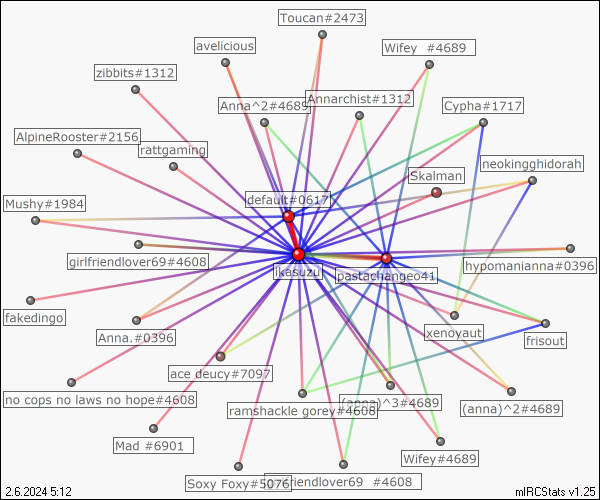 Toucan#2473
avelicious
Wifey #4689
zibbits#1312
Anna^2#4689
Annarchist#1312
Cypha#1717
AlpineRooster#2156
rattgaming
neokingghidorah
Skalman
Mushy#1984
default#0617
girlfriendlover69#4608
ikasuzu
pastachangeo41
hypomanianna#0396
fakedingo
Anna.#0396
xenoyaut
frisout
ace deucy#7097
no cops no laws no hope#4608
ramshackle gorey#4608
(anna)^3#4689
(anna)^2#4689
Mad #6901
Wifey#4689
Soxy Foxy#5076
friendlover69 #4608
2.6.2024 5:12
mIRCStats v1.25